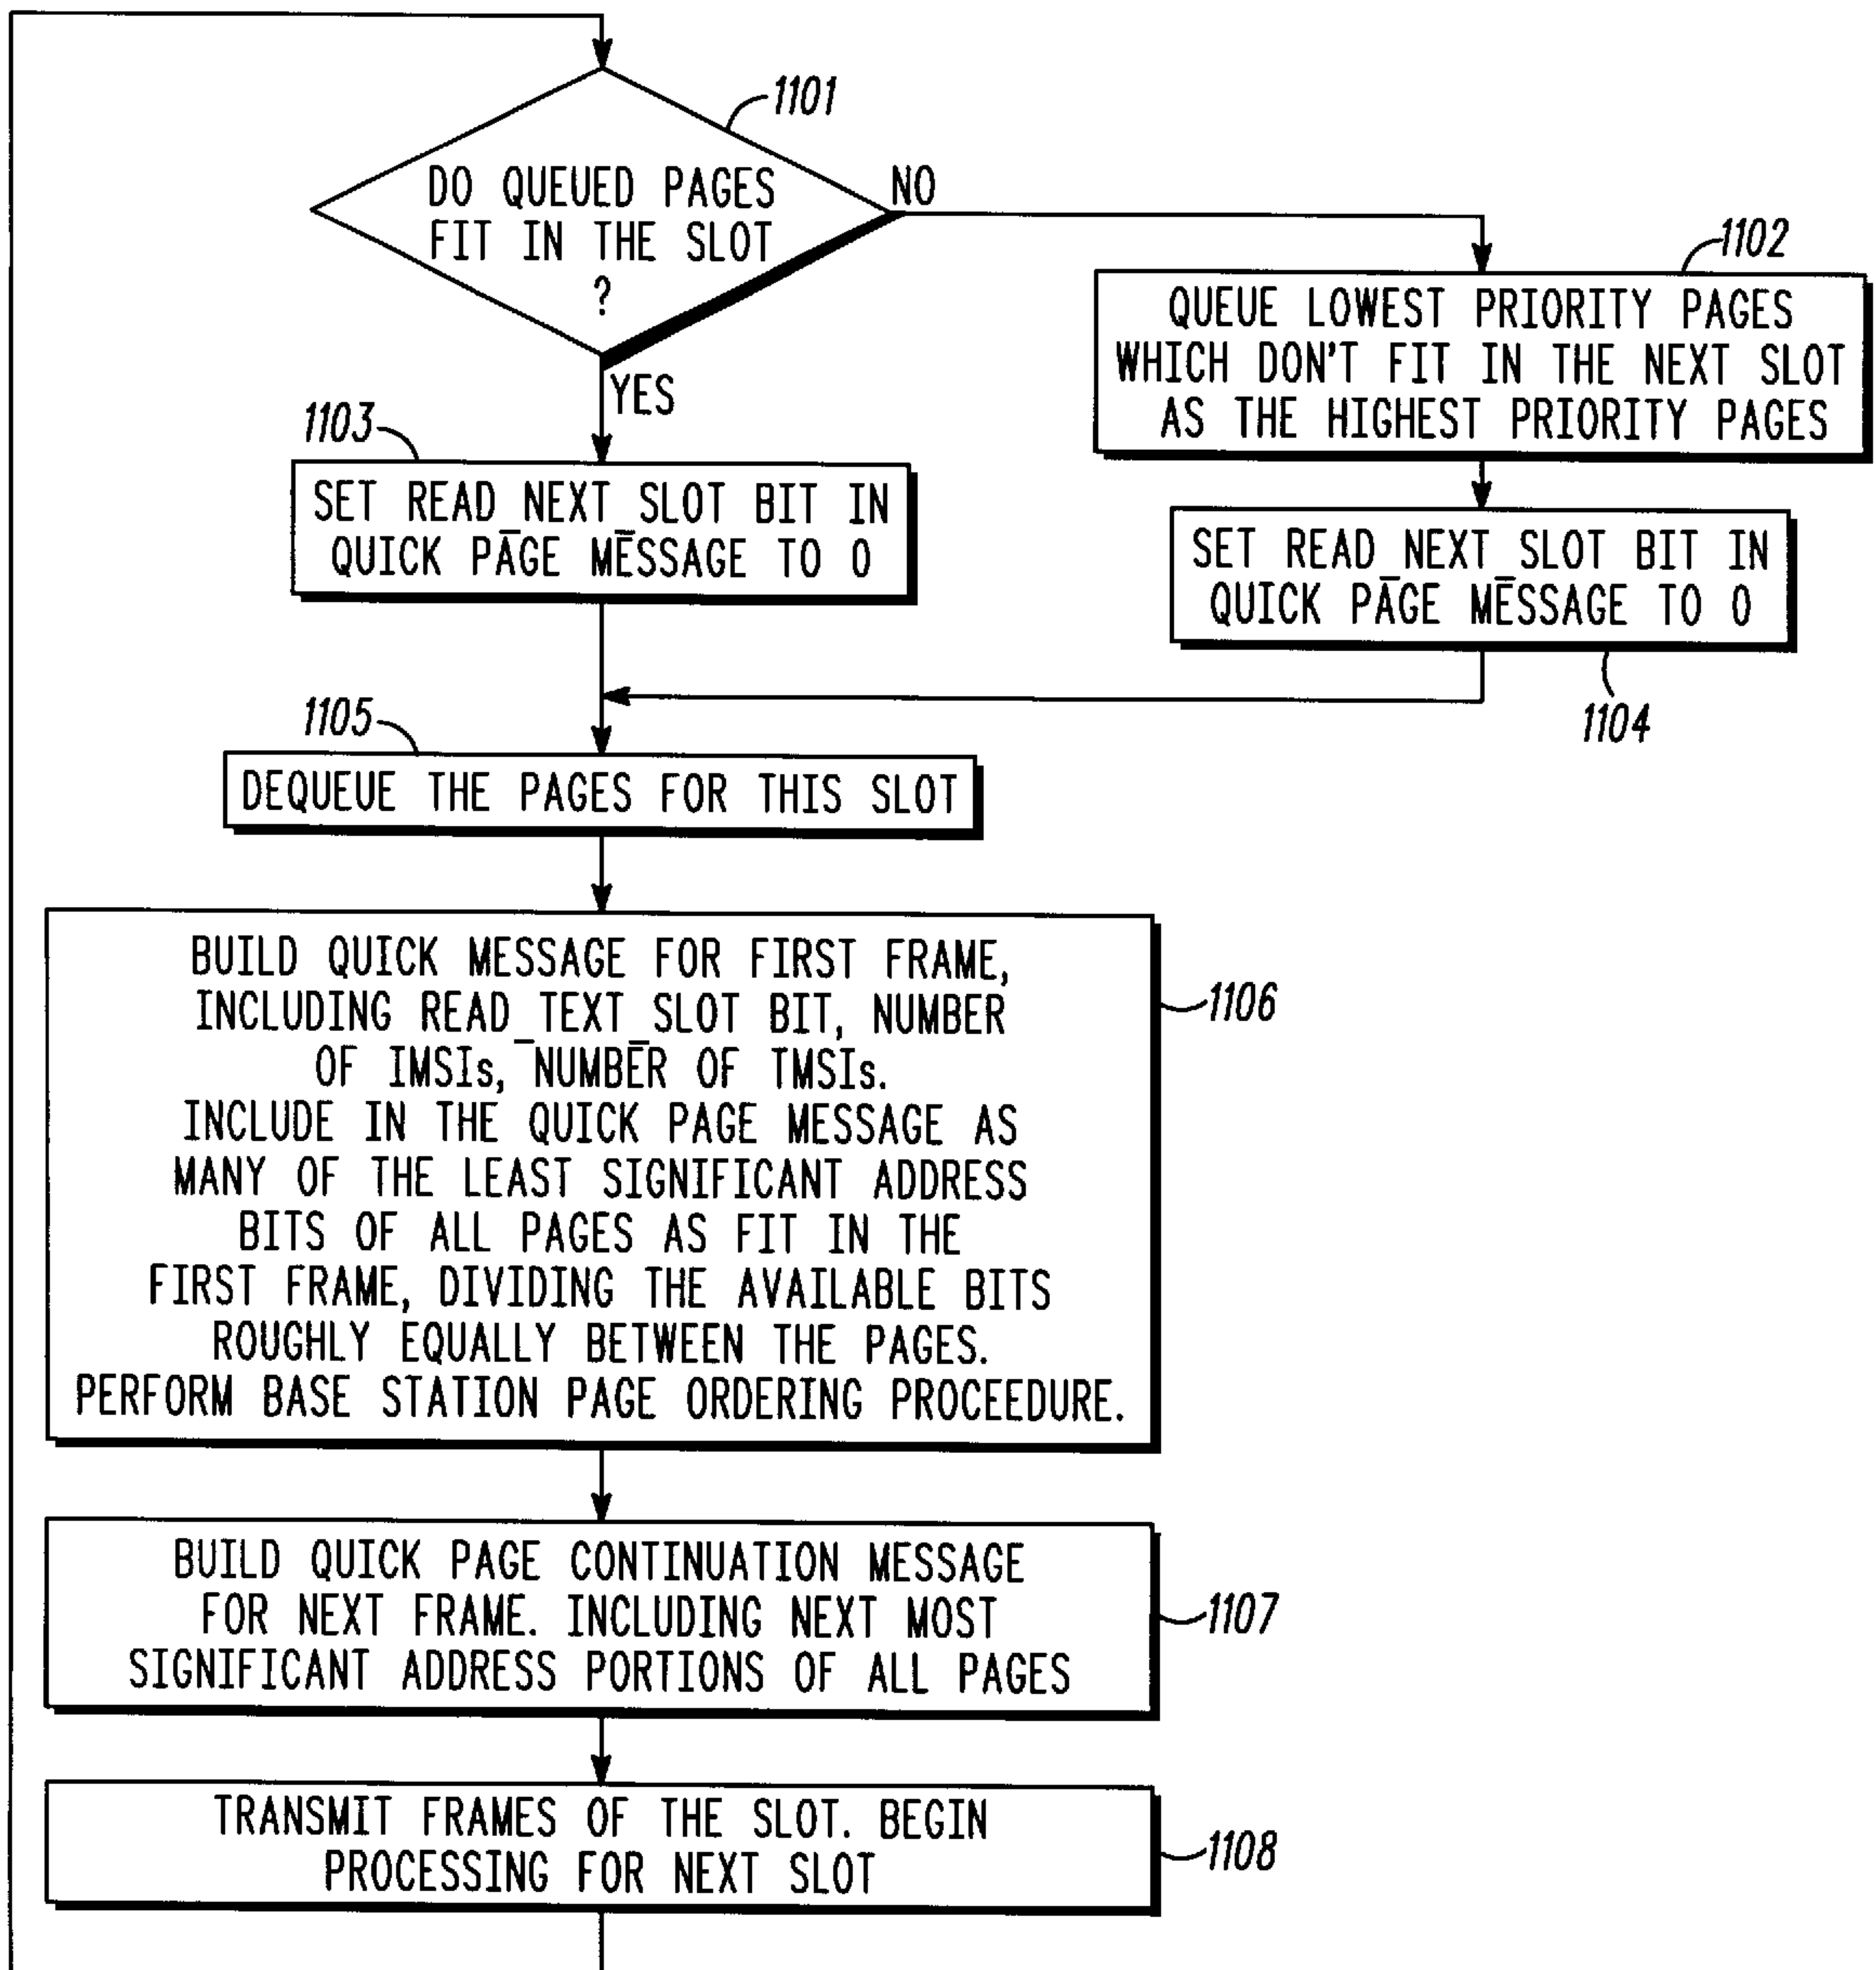 1101
DO QUEUED PAGES
FIT IN THE SLOT
?
NO
YES
1102
QUEUE LOWEST PRIORITY PAGES
WHICH DON'T FIT IN THE NEXT SLOT
AS THE HIGHEST PRIORITY PAGES
1103
SET READ_NEXT_SLOT BIT IN
QUICK PAGE MESSAGE TO 0
SET READ_NEXT_SLOT BIT IN
QUICK PAGE MESSAGE TO 0
1104
1105
DEQUEUE THE PAGES FOR THIS SLOT
BUILD QUICK MESSAGE FOR FIRST FRAME,
INCLUDING READ_TEXT_SLOT BIT, NUMBER
OF IMSIs, NUMBER OF TMSIs.
INCLUDE IN THE QUICK PAGE MESSAGE AS
MANY OF THE LEAST SIGNIFICANT ADDRESS
BITS OF ALL PAGES AS FIT IN THE
FIRST FRAME, DIVIDING THE AVAILABLE BITS
ROUGHLY EQUALLY BETWEEN THE PAGES.
PERFORM BASE STATION PAGE ORDERING PROCEEDURE.
1106
BUILD QUICK PAGE CONTINUATION MESSAGE
FOR NEXT FRAME. INCLUDING NEXT MOST
SIGNIFICANT ADDRESS PORTIONS OF ALL PAGES
1107
TRANSMIT FRAMES OF THE SLOT. BEGIN
PROCESSING FOR NEXT SLOT
1108